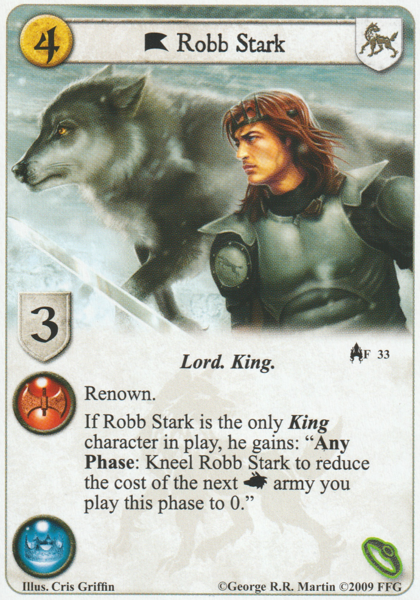 4
Robb Stark
3
Lord. King.
F 33
Renown.
If Robb Stark is the only King
character in play, he gains: “Any
Phase: Kneel Robb Stark to reduce
the cost of the next army you
play this phase to 0.”
Illus. Cris Griffin
©George R.R. Martin ©2009 FFG